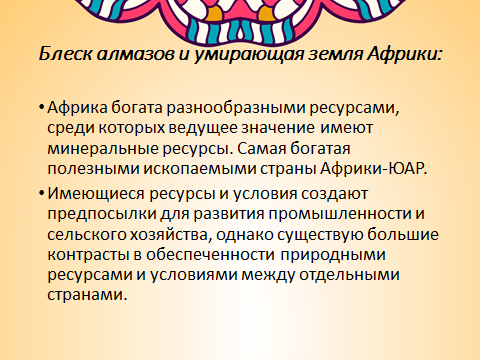 Блеск алмазов и умирающая земля Африки:
• Африка богата разнообразными ресурсами,
среди которых ведущее значение имеют
минеральные ресурсы. Самая богатая
полезными ископаемыми страны Африки-ЮАР.
• Имеющиеся ресурсы и условия создают
предпосылки для развития промышленности и
сельского хозяйства, однако существую большие
контрасты в обеспеченности природными
ресурсами и условиями между отдельными
странами.